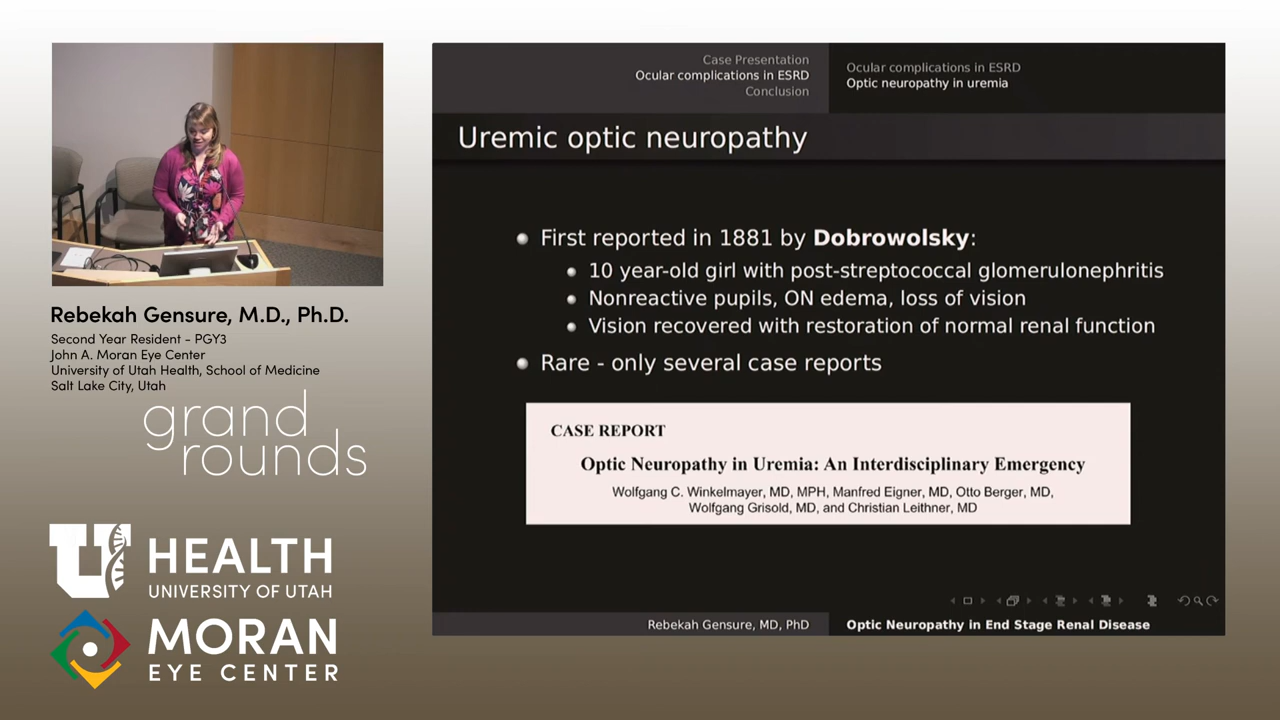 Case Presentation
Ocular complications in ESRD
Conclusion
Ocular complications in ESRD
Optic neuropathy in uremia
Uremic optic neuropathy
First reported in 1881 by Dobrowolsky:
10 year-old girl with post-streptococcal glomerulonephritis
Nonreactive pupils, ON edema, loss of vision
Vision recovered with restoration of normal renal function
Rare - only several case reports
CASE REPORT
Optic Neuropathy in Uremia: An Interdisciplinary Emergency
Wolfgang C. Winkelmayer, MD, MPH, Manfred Eigner, MD, Otto Berger, MD,
Wolfgang Grisold, MD, and Christian Leithner, MD
Rebekah Gensure, MD, PhD
Optic Neuropathy in End Stage Renal Disease
Rebekah Gensure, M.D., Ph.D.
Second Year Resident - PGY3
John A. Moran Eye Center
University of Utah Health, School of Medicine
Salt Lake City, Utah
grand
rounds
U HEALTH
UNIVERSITY OF UTAH
MORAN
EYE CENTER